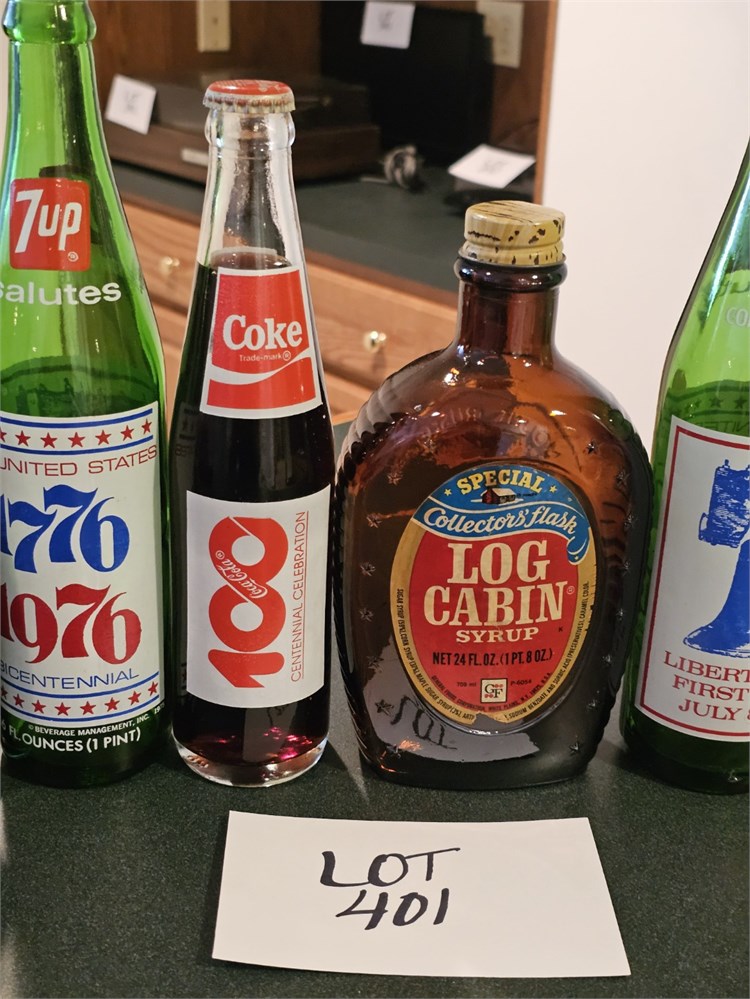 7up
salutes
UNITED STATES
1776
1976
BICENTENNIAL
© BEVERAGE MANAGEMENT, INC.
FL. OUNCES (1 PINT)
Coke
Trade-mark ®
100
Coca-Cola
CENTENNIAL CELEBRATION
SPECIAL
Collectors' flask
LOG
CABIN®
SYRUP
NET 24 FL. OZ. (1 PT. 8 OZ.)
GF
LIBERT
FIRST
JULY
LOT
401